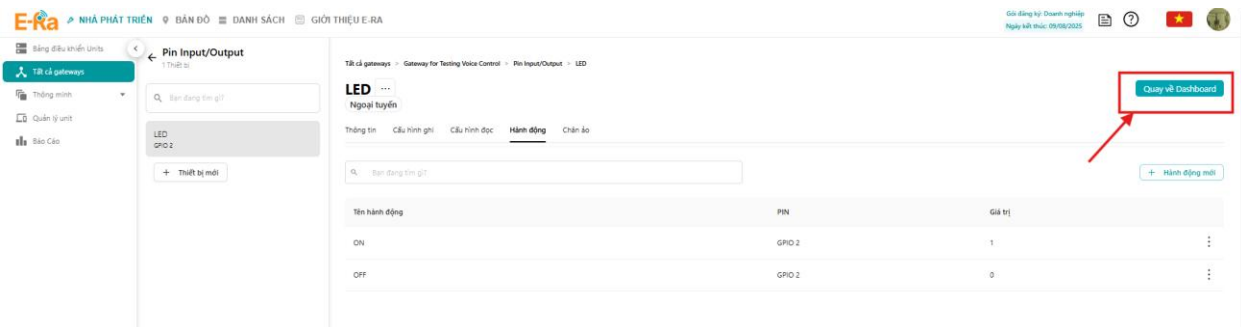 E-Ra
NHÀ PHÁT TRIỂN BẢN ĐỒ DANH SÁCH GIỚI THIỆU E-RA
Gói đăng ký: Doanh nghiệp
Ngày kết thúc: 09/08/2025
Bảng điều khiển Units
Tất cả gateways
Thông minh
Quản lý unit
Báo Cáo
Pin Input/Output
1 Thiết bị
Bạn đang tìm gì?
LED
GPIO 2
+ Thiết bị mới
Tất cả gateways > Gateway for Testing Voice Control > Pin Input/Output > LED
LED ...
Ngoại tuyến
Quay về Dashboard
Thông tin Cấu hình ghi Cấu hình đọc Hành động Chân ảo
Bạn đang tìm gì?
+ Hành động mới
Tên hành động PIN Giá trị
ON GPIO 2 1
OFF GPIO 2 0